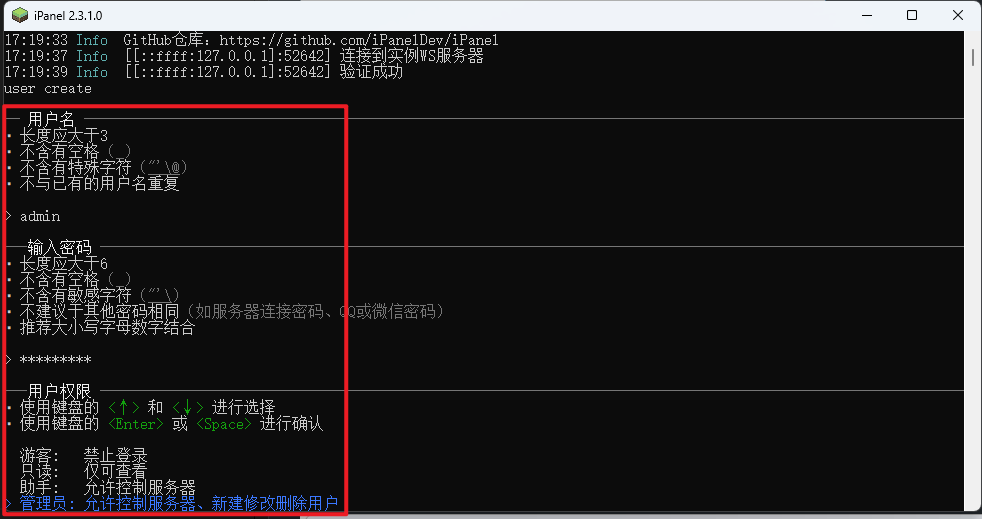 iPanel 2.3.1.0
17:19:33 Info  GitHub仓库：https://github.com/iPanelDev/iPanel
17:19:37 Info  [[::ffff:127.0.0.1]:52642] 连接到实例WS服务器
17:19:39 Info  [[::ffff:127.0.0.1]:52642] 验证成功
user create
用户名
· 长度应大于3
· 不含有空格（_）
· 不含有特殊字符（"'\@）
· 不与已有的用户名重复
> admin
输入密码
· 长度应大于6
· 不含有空格（_）
· 不含有敏感字符（"'\）
· 不建议于其他密码相同（如服务器连接密码、QQ或微信密码）
· 推荐大小写字母数字结合
> *********
用户权限
· 使用键盘的 <↑> 和 <↓> 进行选择
· 使用键盘的 <Enter> 或 <Space> 进行确认
游客:   禁止登录
只读:   仅可查看
助手:   允许控制服务器
> 管理员: 允许控制服务器、新建修改删除用户